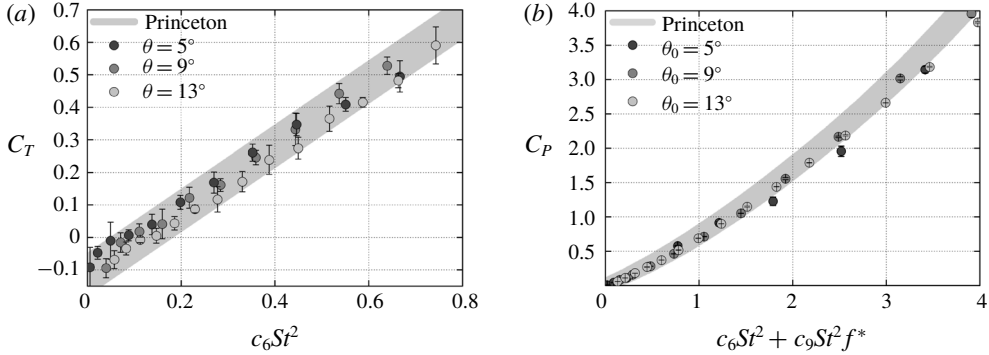 (a)
0.7
0.6
0.5
0.4
0.3
0.2
0.1
0
−0.1
C_T
Princeton
θ = 5°
θ = 9°
θ = 13°
0
0.2
0.4
0.6
0.8
c_6St^2
(b)
4.0
3.5
3.0
2.5
2.0
1.5
1.0
0.5
C_P
Princeton
θ_0 = 5°
θ_0 = 9°
θ_0 = 13°
0
1
2
3
4
c_6St^2 + c_9St^2 f^*